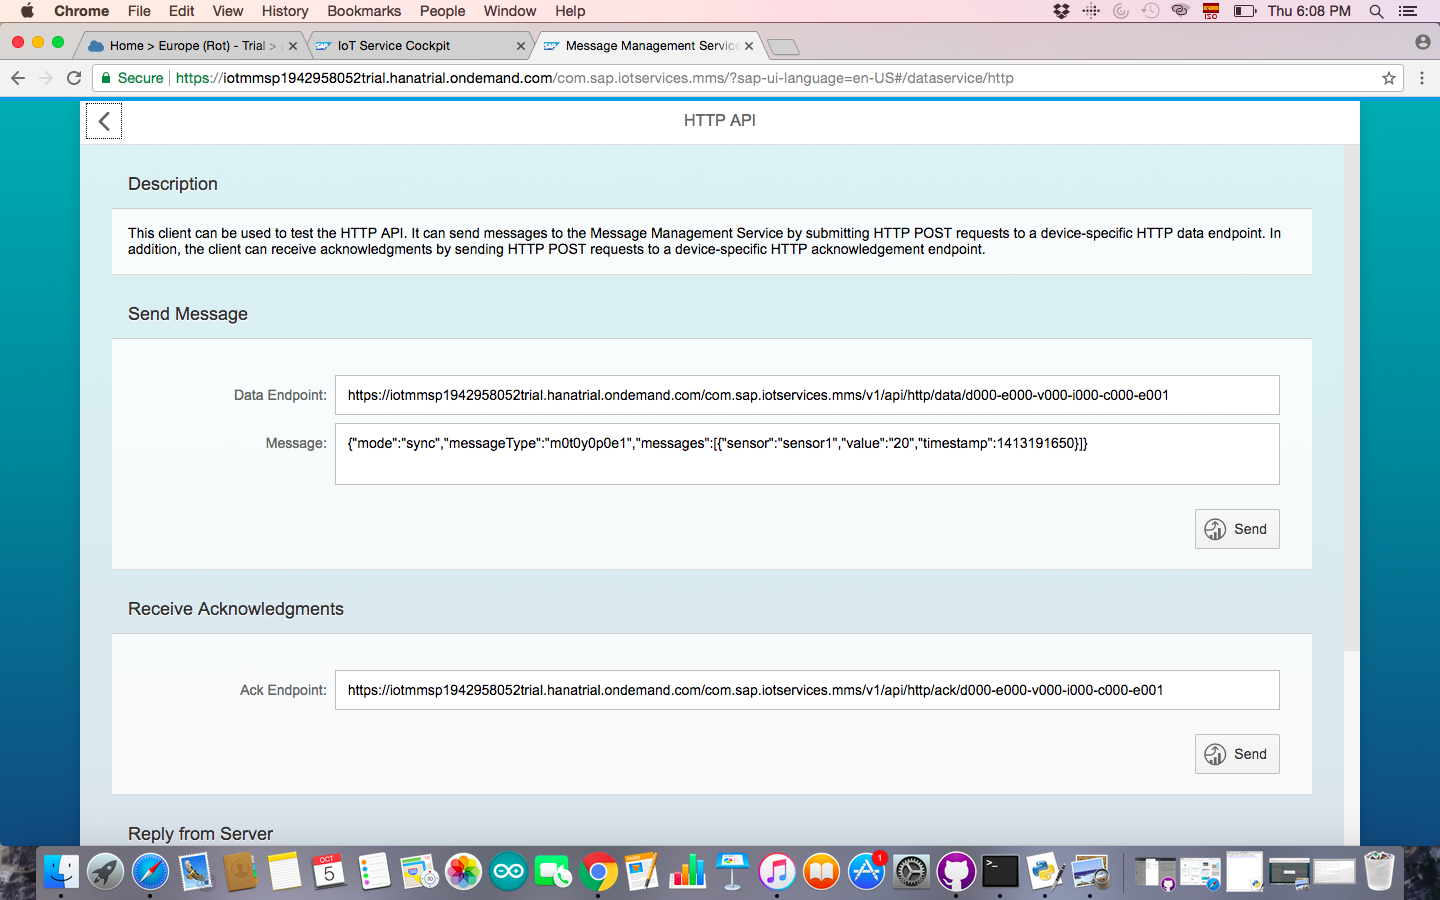 Chrome File Edit View History Bookmarks People Window Help ISO Thu 6:08 PM
Home > Europe (Rot) - Trial > SAP IoT Service Cockpit SAP Message Management Service
Secure https://iotmmsp1942958052trial.hanatrial.ondemand.com/com.sap.iotservices.mms/?sap-ui-language=en-US#/dataservice/http
HTTP API
Description
This client can be used to test the HTTP API. It can send messages to the Message Management Service by submitting HTTP POST requests to a device-specific HTTP data endpoint. In
addition, the client can receive acknowledgments by sending HTTP POST requests to a device-specific HTTP acknowledgement endpoint.
Send Message
Data Endpoint: https://iotmmsp1942958052trial.hanatrial.ondemand.com/com.sap.iotservices.mms/v1/api/http/data/d000-e000-v000-i000-c000-e001
Message: {"mode":"sync","messageType":"m0t0y0p0e1","messages":[{"sensor":"sensor1","value":"20","timestamp":1413191650}]}
Send
Receive Acknowledgments
Ack Endpoint: https://iotmmsp1942958052trial.hanatrial.ondemand.com/com.sap.iotservices.mms/v1/api/http/ack/d000-e000-v000-i000-c000-e001
Send
Reply from Server
OCT
5
1